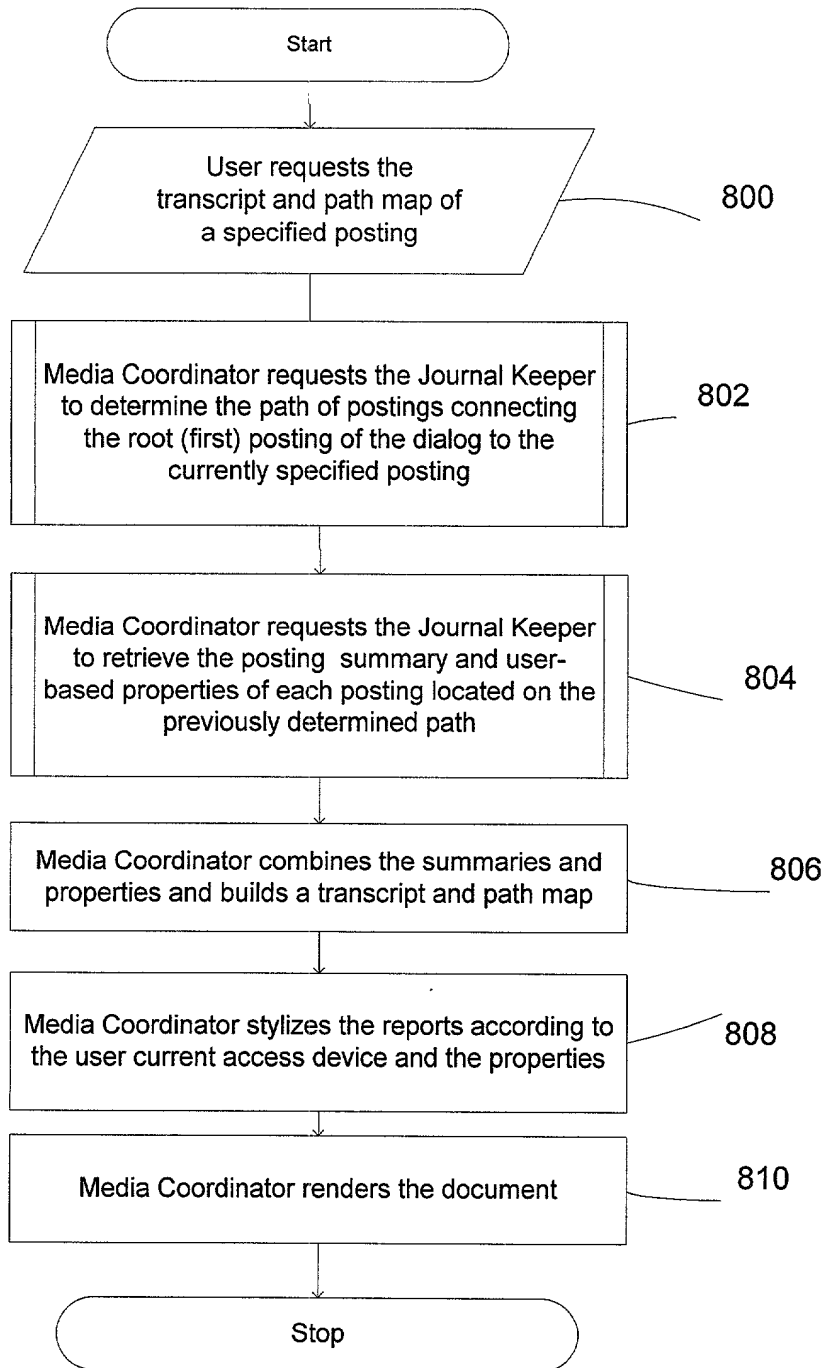 Start
User requests the
transcript and path map of
a specified posting
800
Media Coordinator requests the Journal Keeper
to determine the path of postings connecting
the root (first) posting of the dialog to the
currently specified posting
802
Media Coordinator requests the Journal Keeper
to retrieve the posting summary and user-
based properties of each posting located on the
previously determined path
804
Media Coordinator combines the summaries and
properties and builds a transcript and path map
806
Media Coordinator stylizes the reports according to
the user current access device and the properties
808
Media Coordinator renders the document
810
Stop